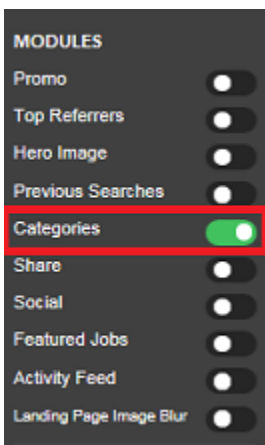 MODULES
Promo
Top Referrers
Hero Image
Previous Searches
Categories
Share
Social
Featured Jobs
Activity Feed
Landing Page Image Blur